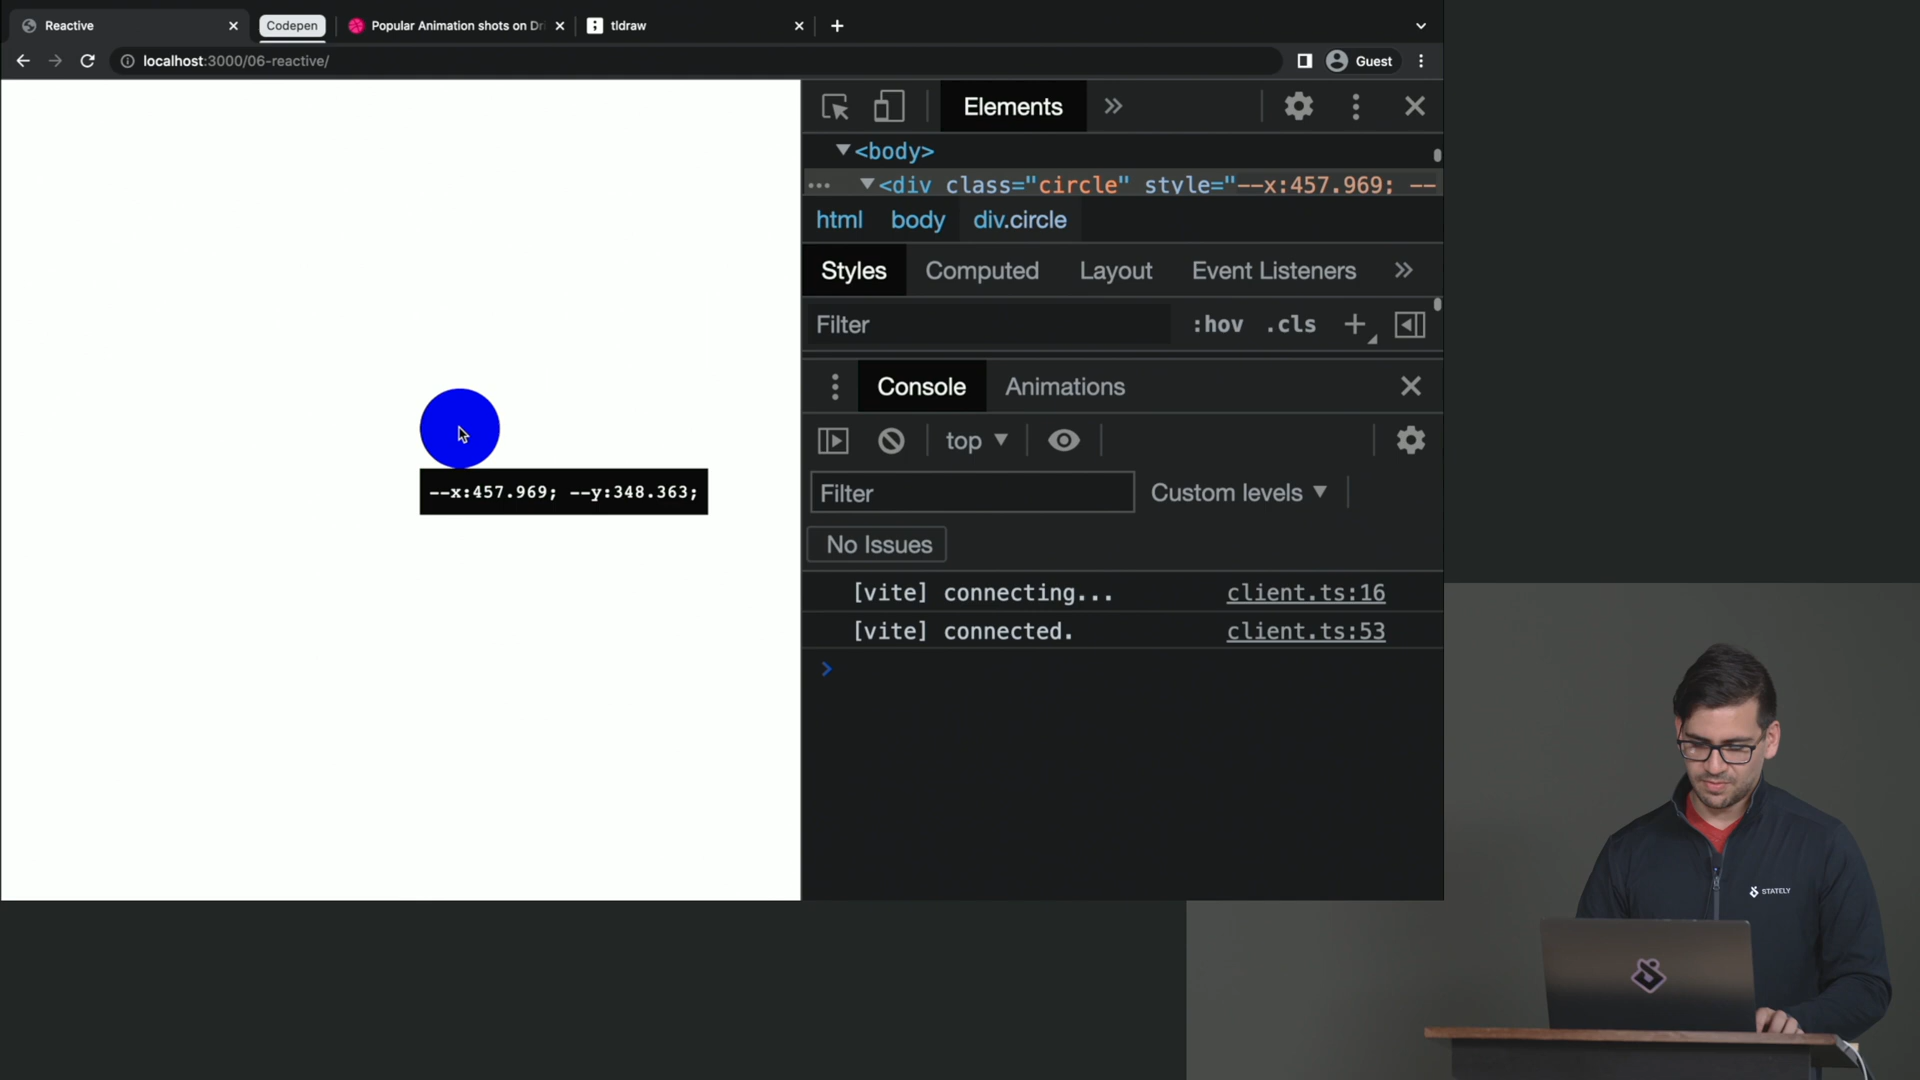 Reactive
Codepen
Popular Animation shots on Dri
tldraw
localhost:3000/06-reactive/
Guest
--x:457.969; --y:348.363;
Elements
<body>
<div class="circle" style="--x:457.969; --
html body div.circle
Styles Computed Layout Event Listeners
Filter :hov .cls
Console Animations
top
Filter Custom levels
No Issues
[vite] connecting... client.ts:16
[vite] connected. client.ts:53
STATELY